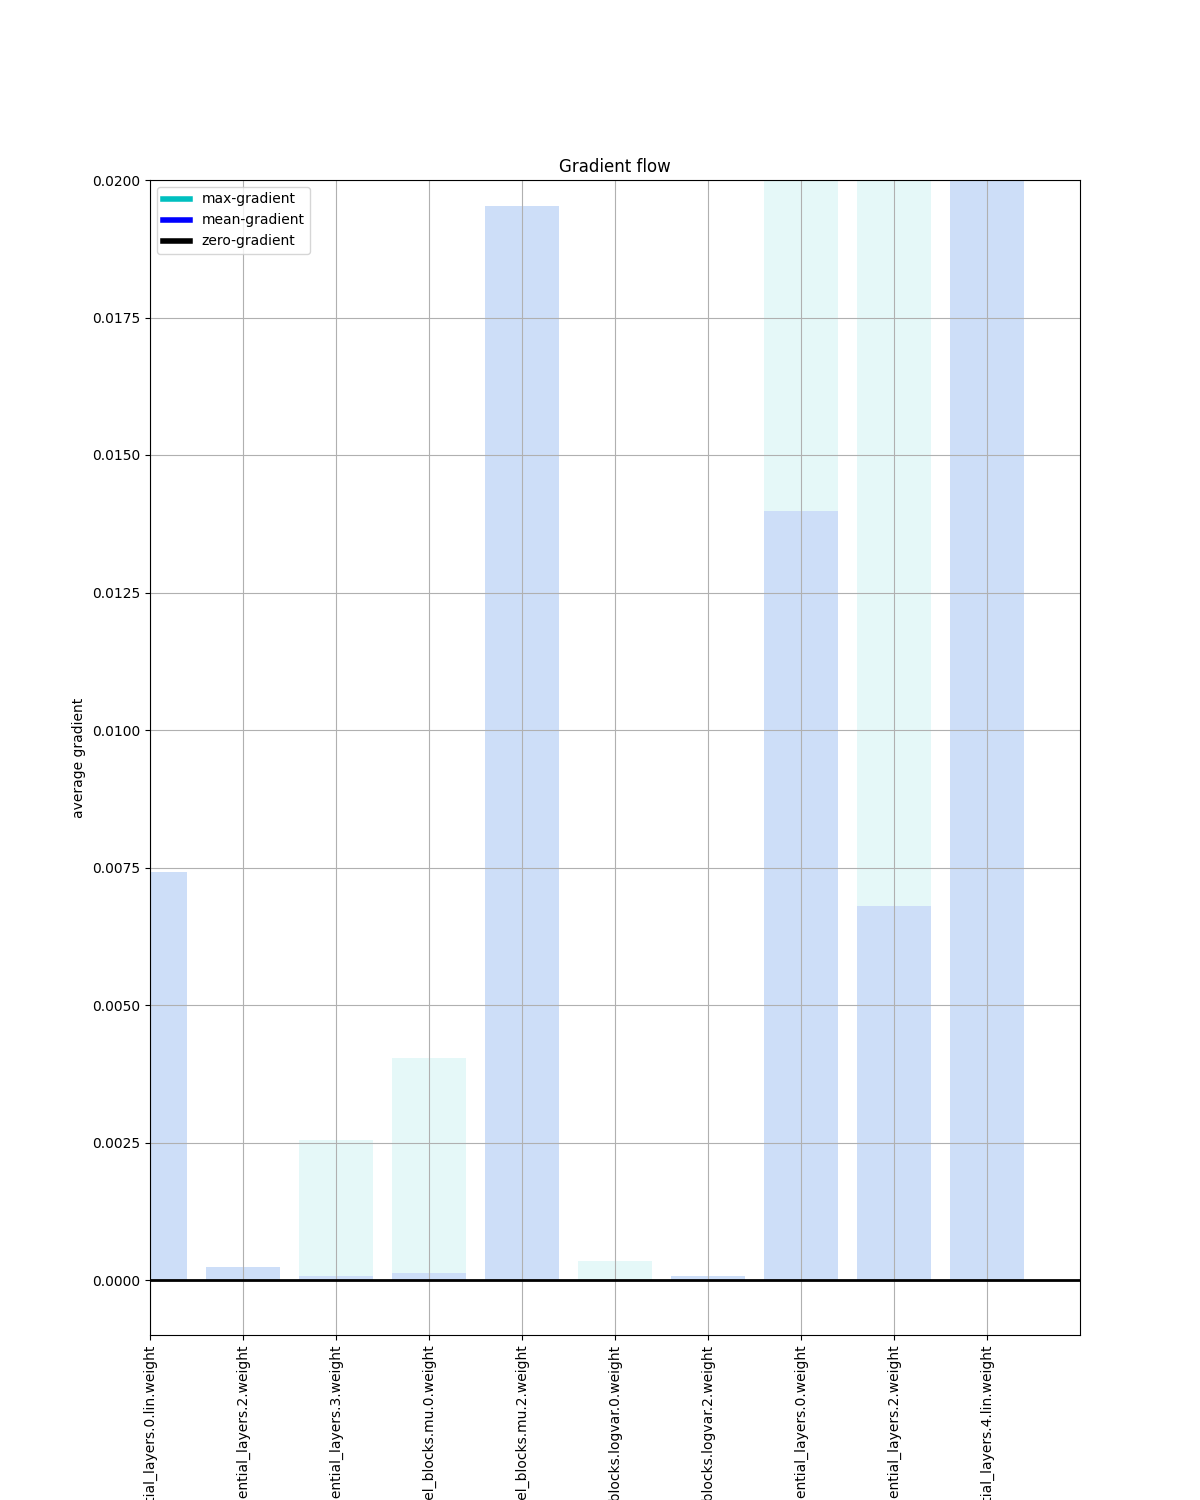 Gradient flow
max-gradient
mean-gradient
zero-gradient
average gradient
0.0200
0.0175
0.0150
0.0125
0.0100
0.0075
0.0050
0.0025
0.0000
tial_layers.0.lin.weight
ential_layers.2.weight
ential_layers.3.weight
el_blocks.mu.0.weight
el_blocks.mu.2.weight
blocks.logvar.0.weight
blocks.logvar.2.weight
ential_layers.0.weight
ential_layers.2.weight
tial_layers.4.lin.weight